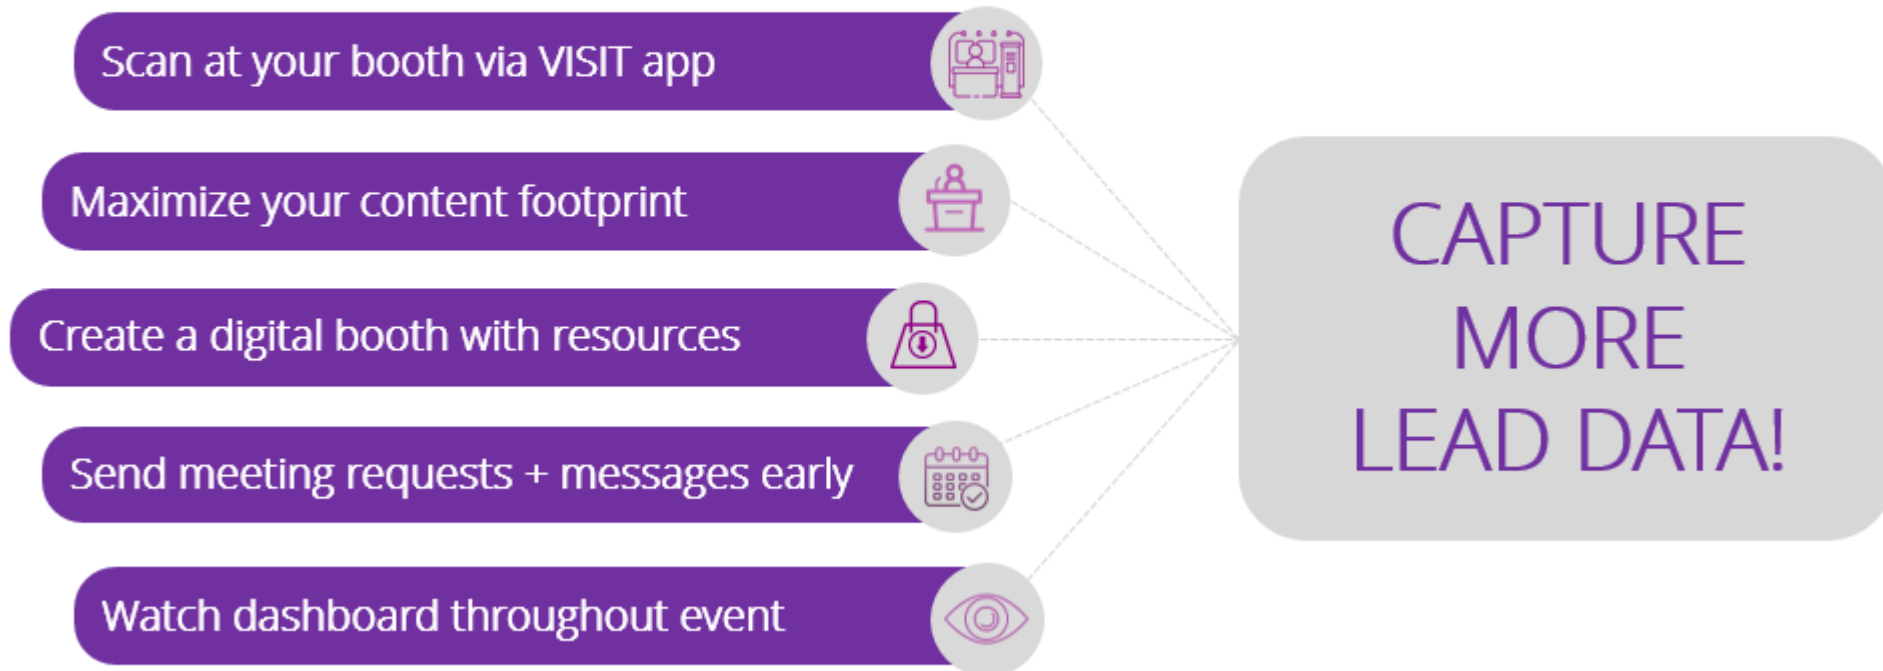 Scan at your booth via VISIT app
Maximize your content footprint
Create a digital booth with resources
Send meeting requests + messages early
Watch dashboard throughout event
CAPTURE
MORE
LEAD DATA!